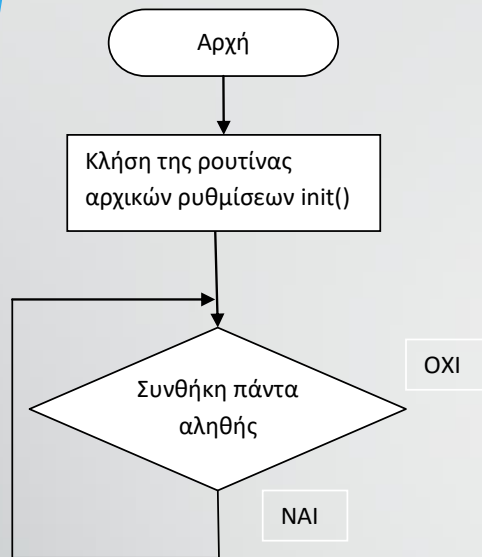 Αρχή
Κλήση της ρουτίνας
αρχικών ρυθμίσεων init()
Συνθήκη πάντα
αληθής
ΟΧΙ
ΝΑΙ